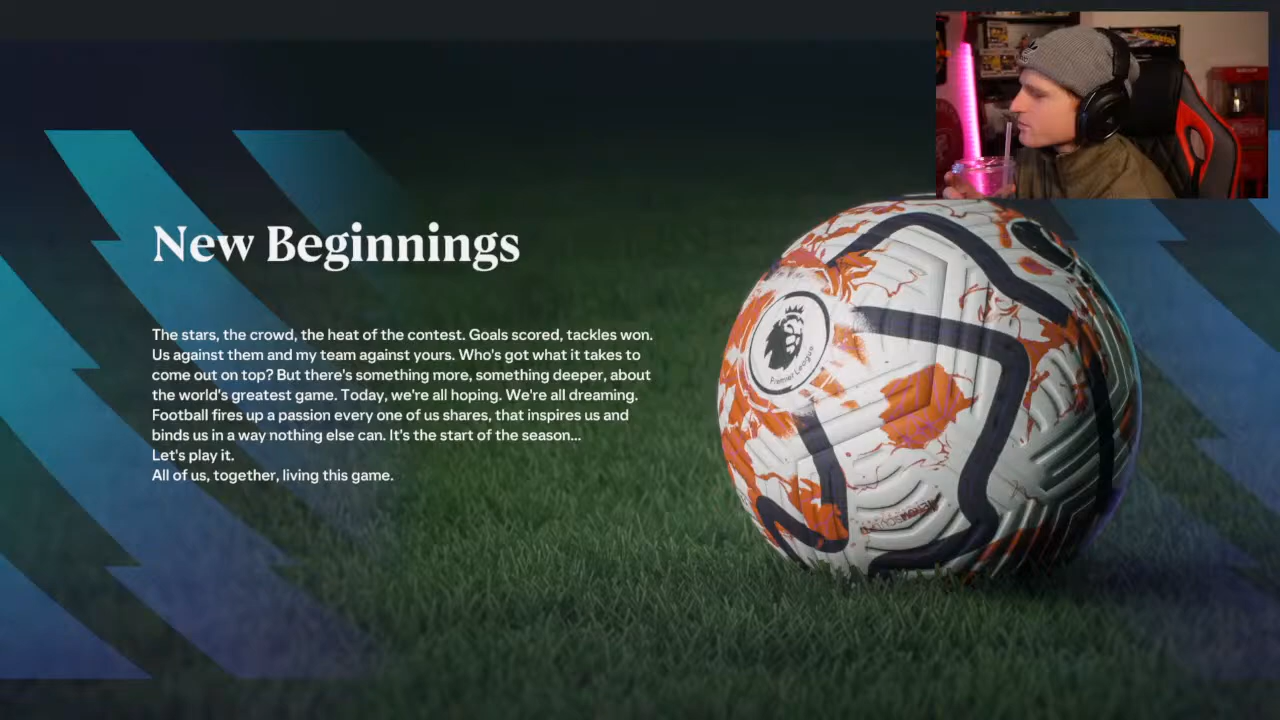 New Beginnings
The stars, the crowd, the heat of the contest. Goals scored, tackles won.
Us against them and my team against yours. Who's got what it takes to
come out on top? But there's something more, something deeper, about
the world's greatest game. Today, we're all hoping. We're all dreaming.
Football fires up a passion every one of us shares, that inspires us and
binds us in a way nothing else can. It's the start of the season...
Let's play it.
All of us, together, living this game.
Premier League